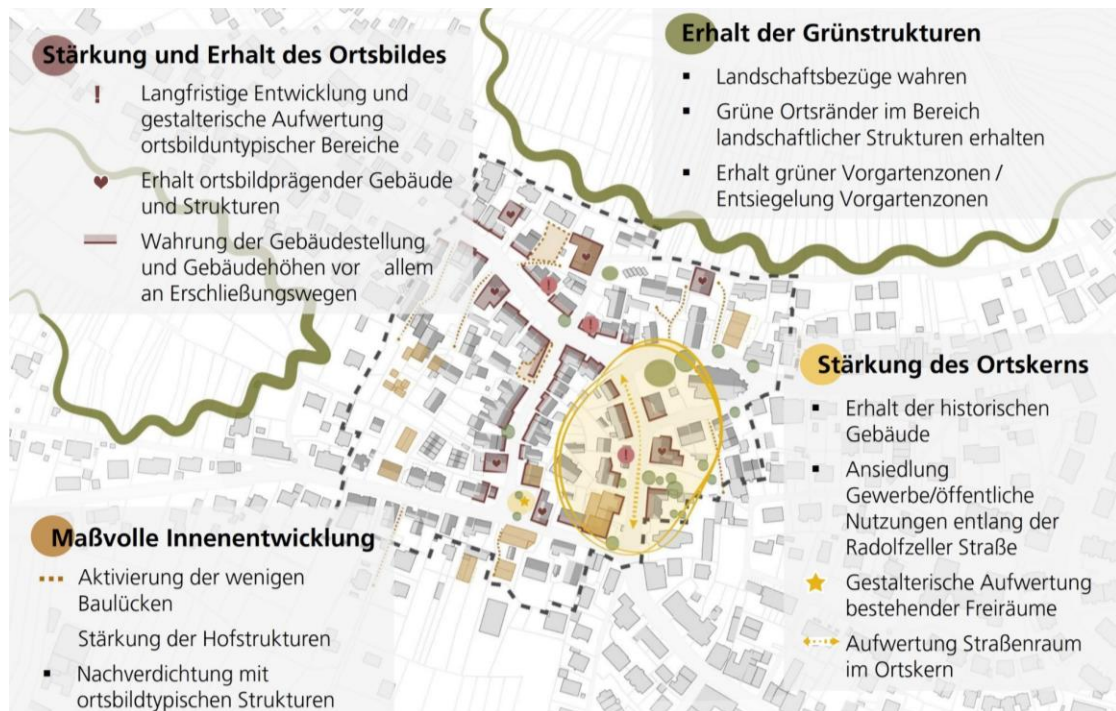 Stärkung und Erhalt des Ortsbildes
! Langfristige Entwicklung und
gestalterische Aufwertung
ortsbilduntypischer Bereiche
Erhalt ortsbildprägender Gebäude
und Strukturen
Wahrung der Gebäudestellung
und Gebäudehöhen vor allem
an Erschließungswegen
Erhalt der Grünstrukturen
▪ Landschaftsbezüge wahren
▪ Grüne Ortsränder im Bereich
landschaftlicher Strukturen erhalten
▪ Erhalt grüner Vorgartenzonen /
Entsiegelung Vorgartenzonen
Stärkung des Ortskerns
▪ Erhalt der historischen
Gebäude
▪ Ansiedlung
Gewerbe/öffentliche
Nutzungen entlang der
Radolfzeller Straße
Gestalterische Aufwertung
bestehender Freiräume
Aufwertung Straßenraum
im Ortskern
Maßvolle Innenentwicklung
Aktivierung der wenigen
Baulücken
Stärkung der Hofstrukturen
▪ Nachverdichtung mit
ortsbildtypischen Strukturen